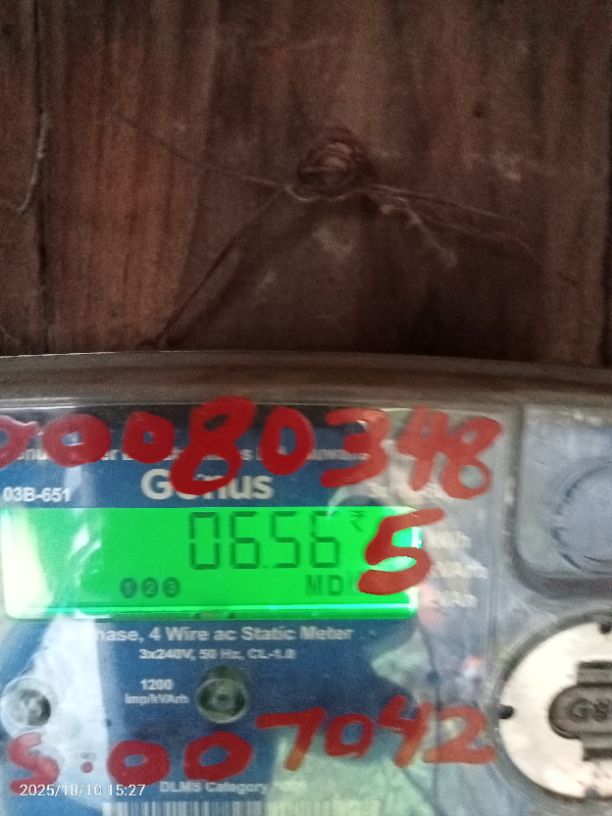 00080348
03B-651
Genus
06.56
5
123
MD
hase, 4 Wire ac Static Meter
3x240V, 50 Hz, CL-1.0
1200
imp/kVArh
S.007042
DLMS Category
2025/10/10 15:27